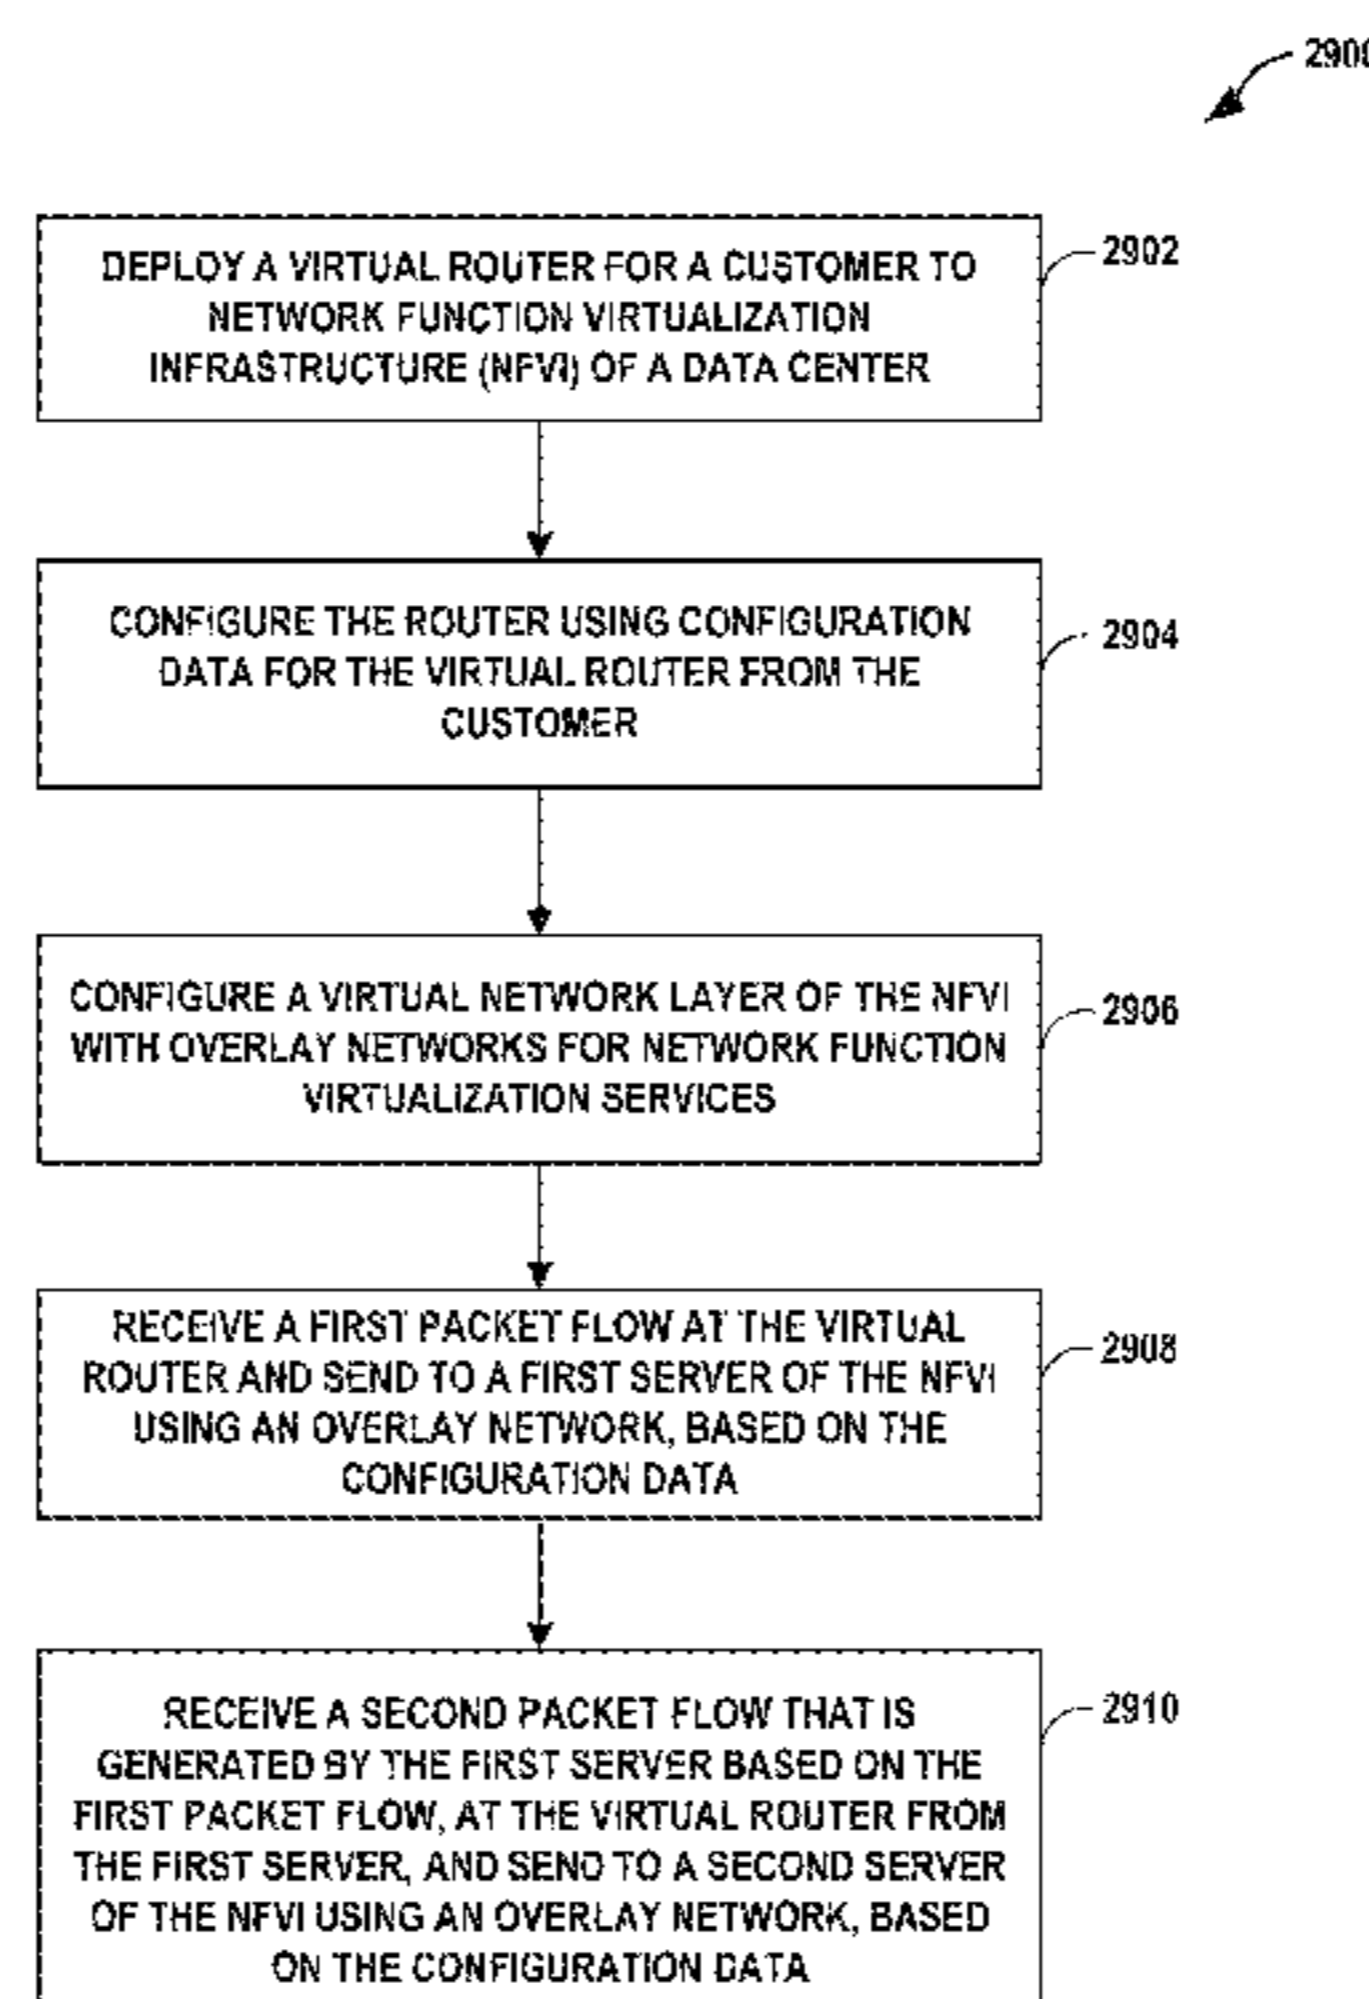 2900
DEPLOY A VIRTUAL ROUTER FOR A CUSTOMER TO
NETWORK FUNCTION VIRTUALIZATION
INFRASTRUCTURE (NFVI) OF A DATA CENTER
2902
CONFIGURE THE ROUTER USING CONFIGURATION
DATA FOR THE VIRTUAL ROUTER FROM THE
CUSTOMER
2904
CONFIGURE A VIRTUAL NETWORK LAYER OF THE NFVI
WITH OVERLAY NETWORKS FOR NETWORK FUNCTION
VIRTUALIZATION SERVICES
2906
RECEIVE A FIRST PACKET FLOW AT THE VIRTUAL
ROUTER AND SEND TO A FIRST SERVER OF THE NFVI
USING AN OVERLAY NETWORK, BASED ON THE
CONFIGURATION DATA
2908
RECEIVE A SECOND PACKET FLOW THAT IS
GENERATED BY THE FIRST SERVER BASED ON THE
FIRST PACKET FLOW, AT THE VIRTUAL ROUTER FROM
THE FIRST SERVER, AND SEND TO A SECOND SERVER
OF THE NFVI USING AN OVERLAY NETWORK, BASED
ON THE CONFIGURATION DATA
2910